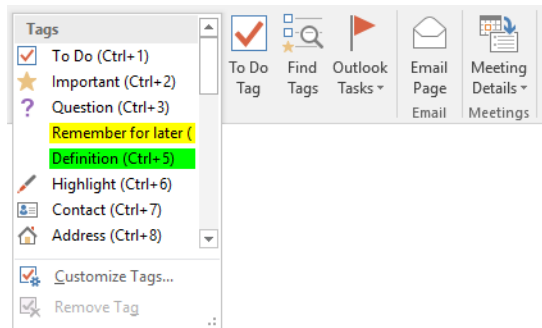 Tags
To Do (Ctrl+1)
Important (Ctrl+2)
Question (Ctrl+3)
Remember for later (
Definition (Ctrl+5)
Highlight (Ctrl+6)
Contact (Ctrl+7)
Address (Ctrl+8)
Customize Tags...
Remove Tag
To Do
Tag
Find
Tags
Outlook
Tasks
Email
Page
Email
Meeting
Details
Meetings